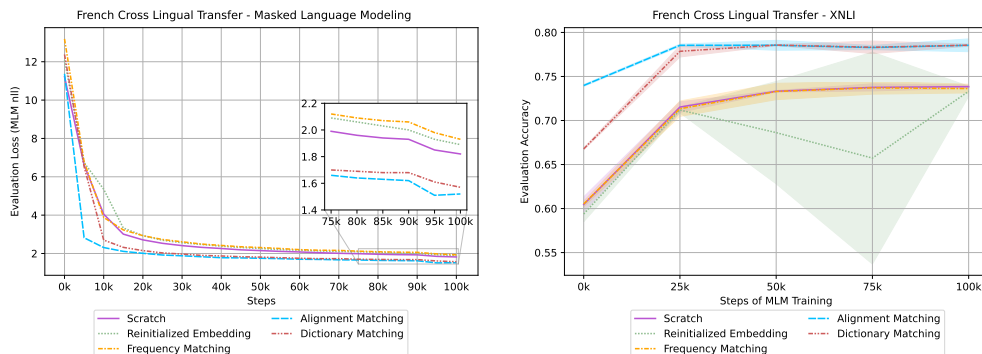 French Cross Lingual Transfer - Masked Language Modeling
Evaluation Loss (MLM nll)
12
10
8
6
4
2
2.2
2.0
1.8
1.6
1.4
75k 80k 85k 90k 95k 100k
0k 10k 20k 30k 40k 50k 60k 70k 80k 90k 100k
Steps
Scratch
Reinitialized Embedding
Frequency Matching
Alignment Matching
Dictionary Matching
French Cross Lingual Transfer - XNLI
Evaluation Accuracy
0.80
0.75
0.70
0.65
0.60
0.55
0k 25k 50k 75k 100k
Steps of MLM Training
Scratch
Reinitialized Embedding
Frequency Matching
Alignment Matching
Dictionary Matching